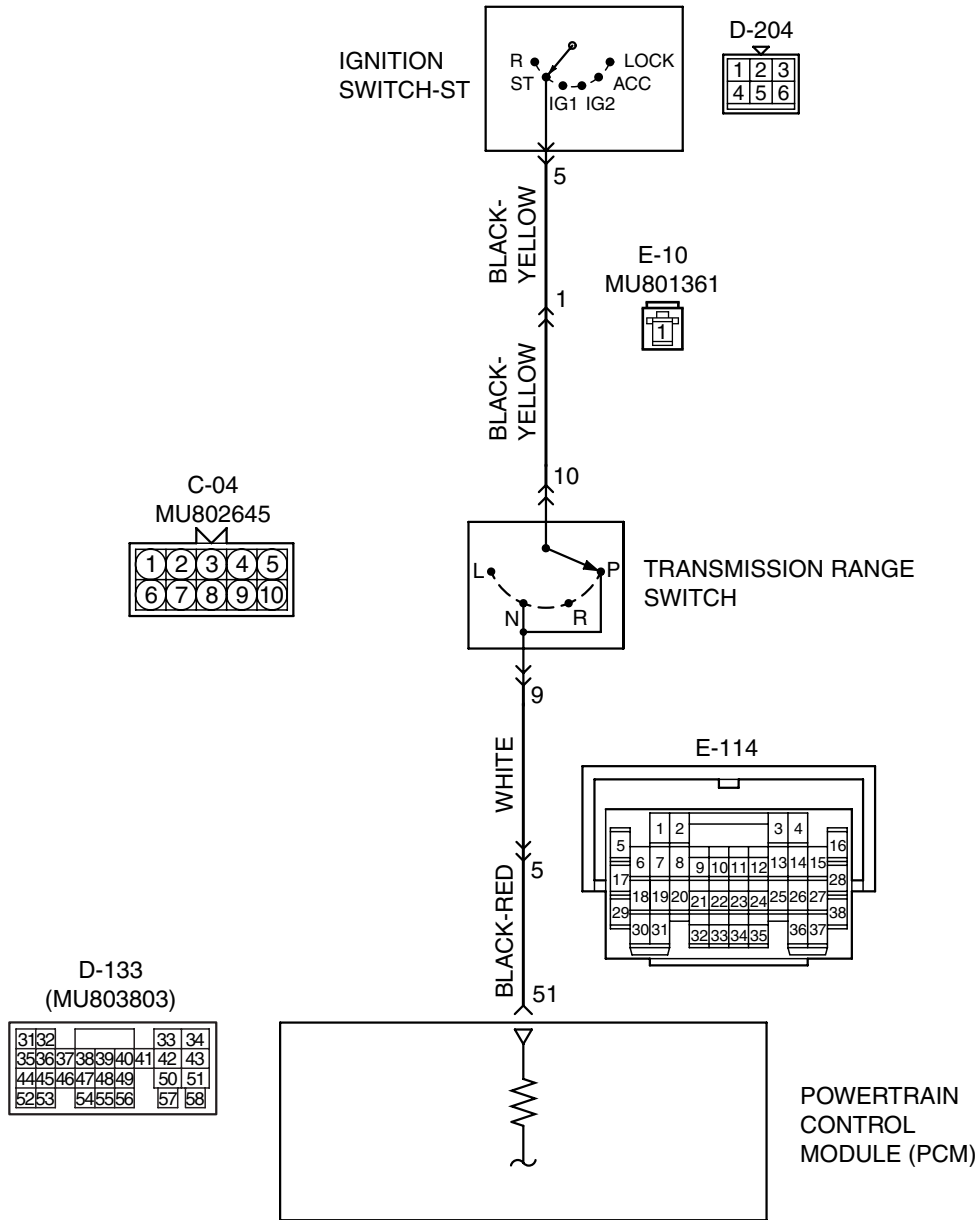 IGNITION
SWITCH-ST
R
LOCK
ST
ACC
IG1 IG2
D-204
1 2 3
4 5 6
5
BLACK-
YELLOW
1
E-10
MU801361
1
BLACK-
YELLOW
10
C-04
MU802645
1 2 3 4 5
6 7 8 9 10
L
P
N
R
TRANSMISSION RANGE
SWITCH
9
WHITE
5
BLACK-RED
51
E-114
1 2 3 4
5 16
6 7 8 9 10 11 12 13 14 15
17 28
18 19 20 21 22 23 24 25 26 27
29 38
30 31 32 33 34 35 36 37
D-133
(MU803803)
31 32 33 34
35 36 37 38 39 40 41 42 43
44 45 46 47 48 49 50 51
52 53 54 55 56 57 58
POWERTRAIN
CONTROL
MODULE (PCM)